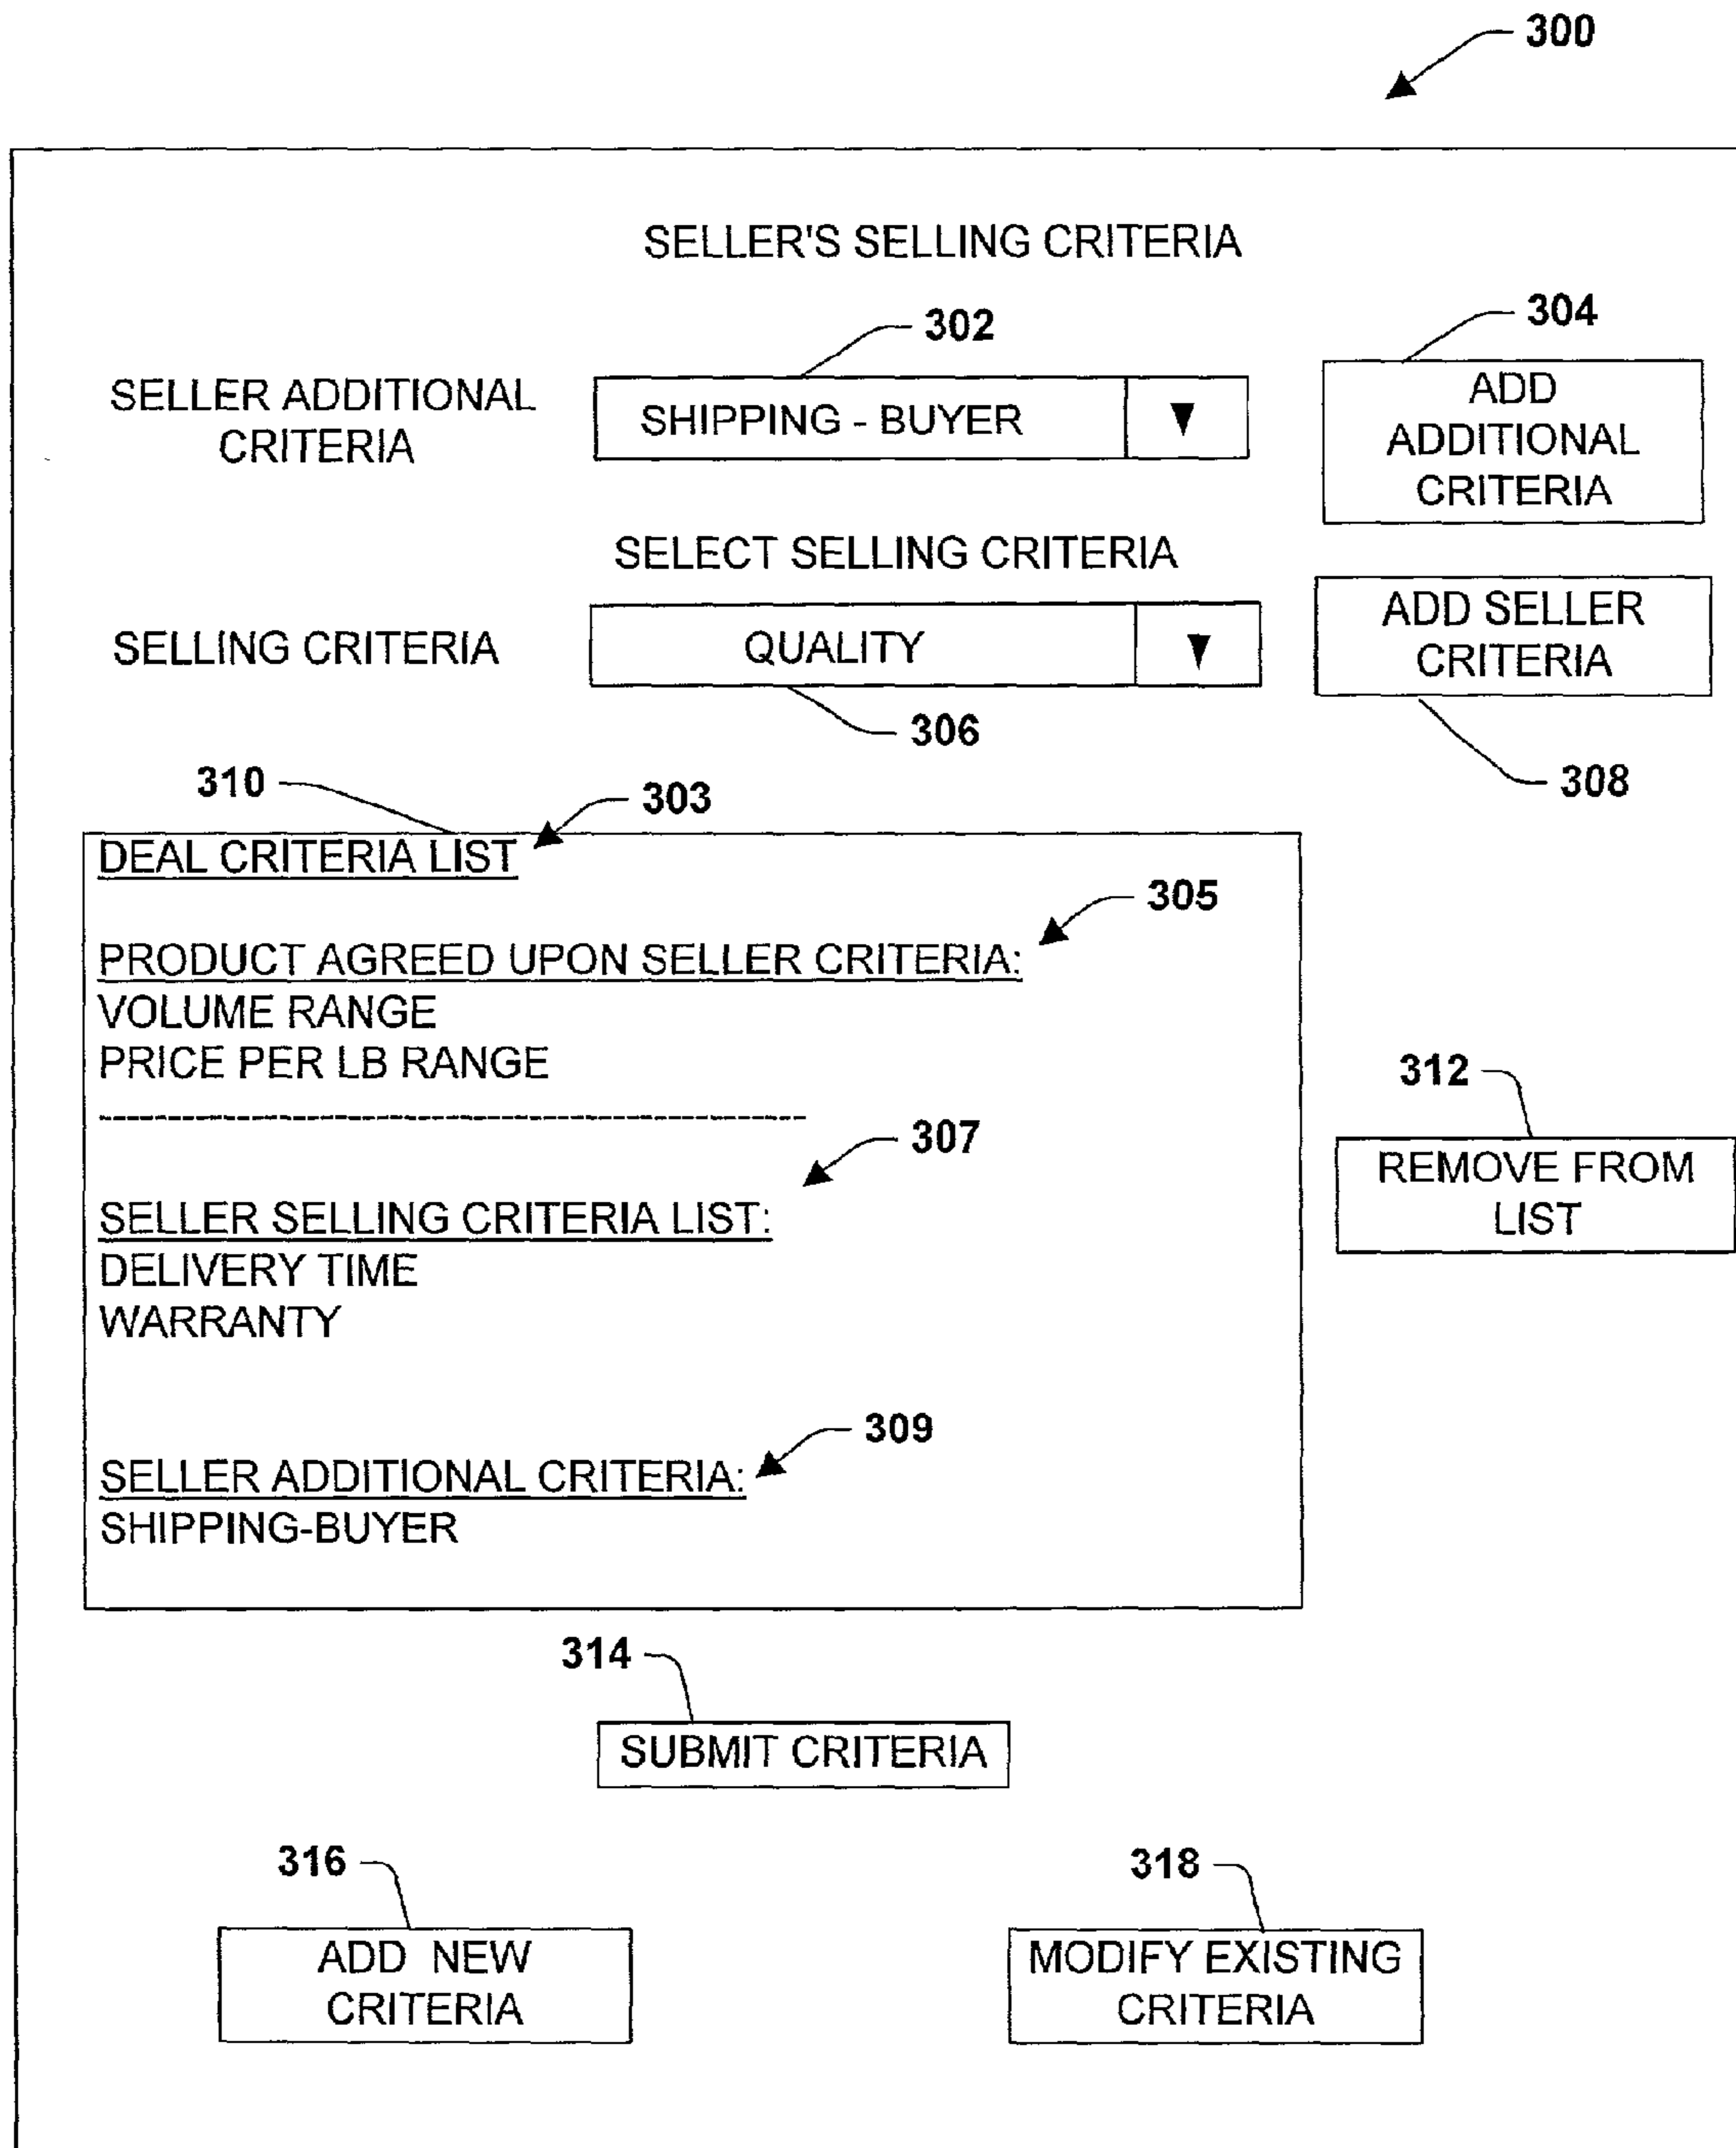 300
SELLER'S SELLING CRITERIA
302
304
SELLER ADDITIONAL
CRITERIA
SHIPPING - BUYER
ADD
ADDITIONAL
CRITERIA
SELECT SELLING CRITERIA
SELLING CRITERIA
QUALITY
ADD SELLER
CRITERIA
306
308
310
303
DEAL CRITERIA LIST
305
PRODUCT AGREED UPON SELLER CRITERIA:
VOLUME RANGE
PRICE PER LB RANGE
312
307
REMOVE FROM
LIST
SELLER SELLING CRITERIA LIST:
DELIVERY TIME
WARRANTY
309
SELLER ADDITIONAL CRITERIA:
SHIPPING-BUYER
314
SUBMIT CRITERIA
316
318
ADD NEW
CRITERIA
MODIFY EXISTING
CRITERIA